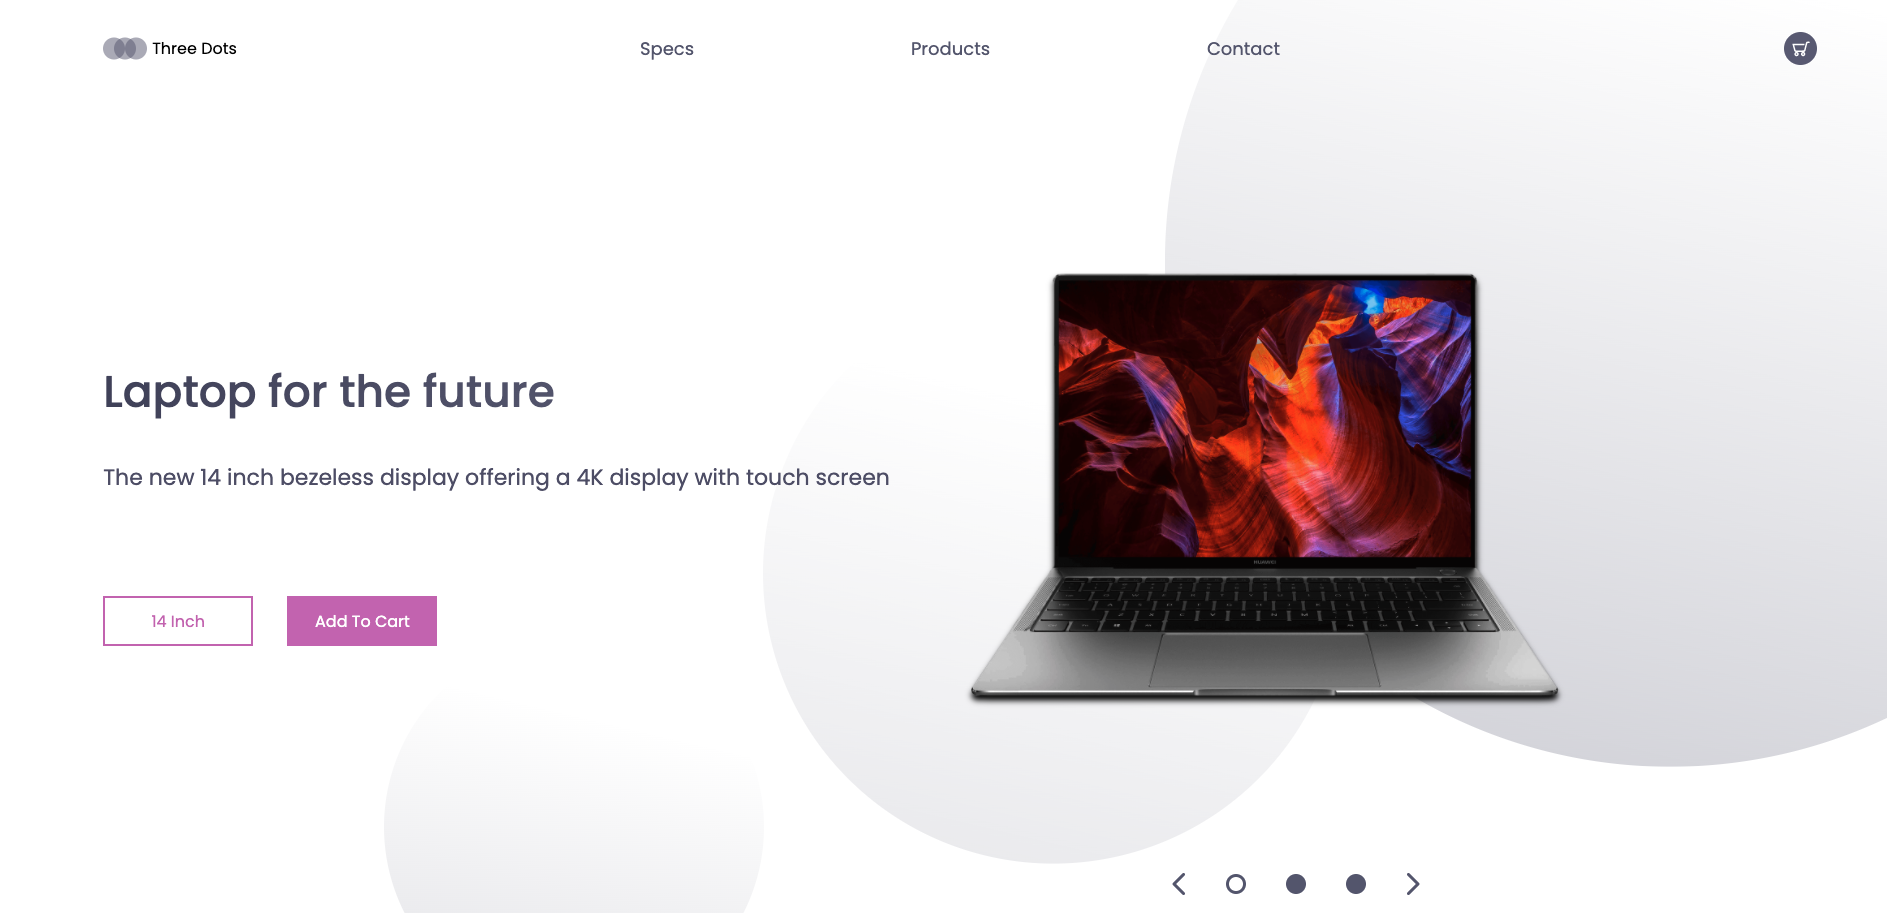 Three Dots
Specs
Products
Contact
Laptop for the future
The new 14 inch bezeless display offering a 4K display with touch screen
14 Inch
Add To Cart
HUAWEI